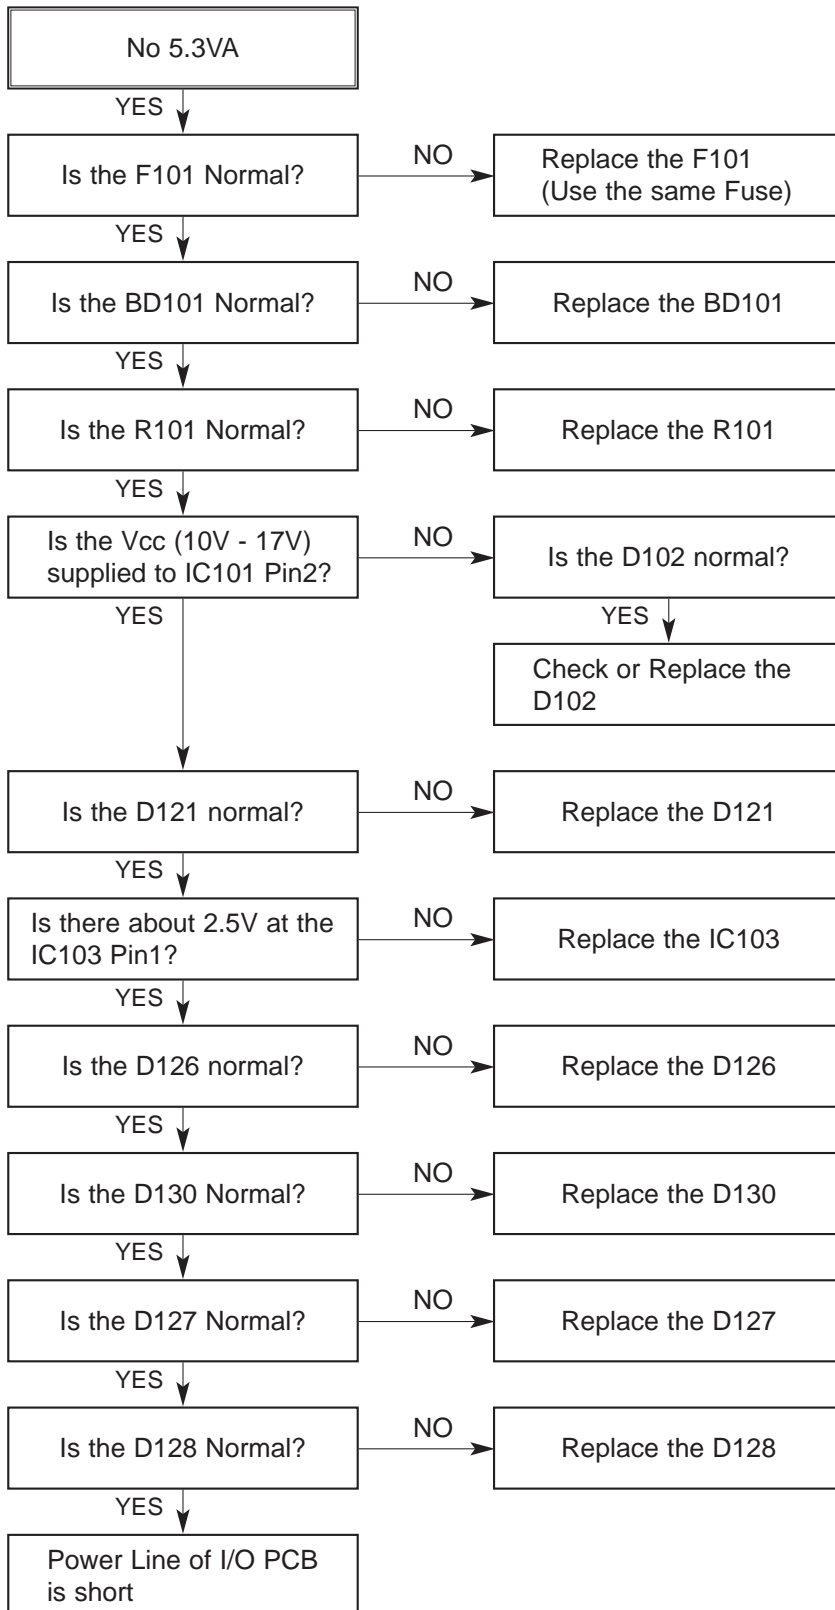 No 5.3VA
YES
Is the F101 Normal?
NO
Replace the F101
(Use the same Fuse)
YES
Is the BD101 Normal?
NO
Replace the BD101
YES
Is the R101 Normal?
NO
Replace the R101
YES
Is the Vcc (10V - 17V)
supplied to IC101 Pin2?
NO
Is the D102 normal?
YES
YES
Check or Replace the
D102
Is the D121 normal?
NO
Replace the D121
YES
Is there about 2.5V at the
IC103 Pin1?
NO
Replace the IC103
YES
Is the D126 normal?
NO
Replace the D126
YES
Is the D130 Normal?
NO
Replace the D130
YES
Is the D127 Normal?
NO
Replace the D127
YES
Is the D128 Normal?
NO
Replace the D128
YES
Power Line of I/O PCB
is short